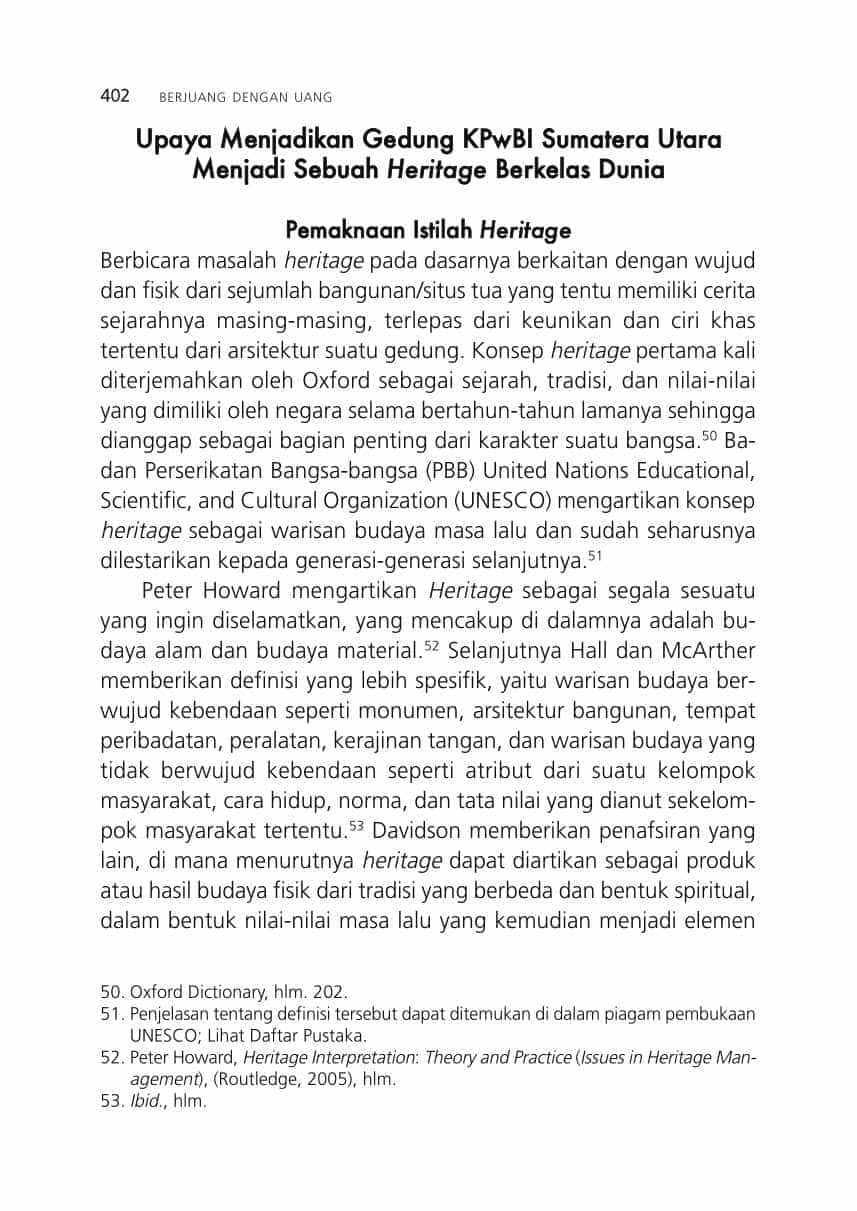 402 BERJUANG DENGAN UANG
Upaya Menjadikan Gedung KPwBI Sumatera Utara
Menjadi Sebuah Heritage Berkelas Dunia
Pemaknaan Istilah Heritage
Berbicara masalah heritage pada dasarnya berkaitan dengan wujud
dan fisik dari sejumlah bangunan/situs tua yang tentu memiliki cerita
sejarahnya masing-masing, terlepas dari keunikan dan ciri khas
tertentu dari arsitektur suatu gedung. Konsep heritage pertama kali
diterjemahkan oleh Oxford sebagai sejarah, tradisi, dan nilai-nilai
yang dimiliki oleh negara selama bertahun-tahun lamanya sehingga
dianggap sebagai bagian penting dari karakter suatu bangsa.50 Ba-
dan Perserikatan Bangsa-bangsa (PBB) United Nations Educational,
Scientific, and Cultural Organization (UNESCO) mengartikan konsep
heritage sebagai warisan budaya masa lalu dan sudah seharusnya
dilestarikan kepada generasi-generasi selanjutnya.51
Peter Howard mengartikan Heritage sebagai segala sesuatu
yang ingin diselamatkan, yang mencakup di dalamnya adalah bu-
daya alam dan budaya material.52 Selanjutnya Hall dan McArther
memberikan definisi yang lebih spesifik, yaitu warisan budaya ber-
wujud kebendaan seperti monumen, arsitektur bangunan, tempat
peribadatan, peralatan, kerajinan tangan, dan warisan budaya yang
tidak berwujud kebendaan seperti atribut dari suatu kelompok
masyarakat, cara hidup, norma, dan tata nilai yang dianut sekelom-
pok masyarakat tertentu.53 Davidson memberikan penafsiran yang
lain, di mana menurutnya heritage dapat diartikan sebagai produk
atau hasil budaya fisik dari tradisi yang berbeda dan bentuk spiritual,
dalam bentuk nilai-nilai masa lalu yang kemudian menjadi elemen
50. Oxford Dictionary, hlm. 202.
51. Penjelasan tentang definisi tersebut dapat ditemukan di dalam piagam pembukaan
UNESCO; Lihat Daftar Pustaka.
52. Peter Howard, Heritage Interpretation: Theory and Practice (Issues in Heritage Man-
agement), (Routledge, 2005), hlm.
53. Ibid., hlm.